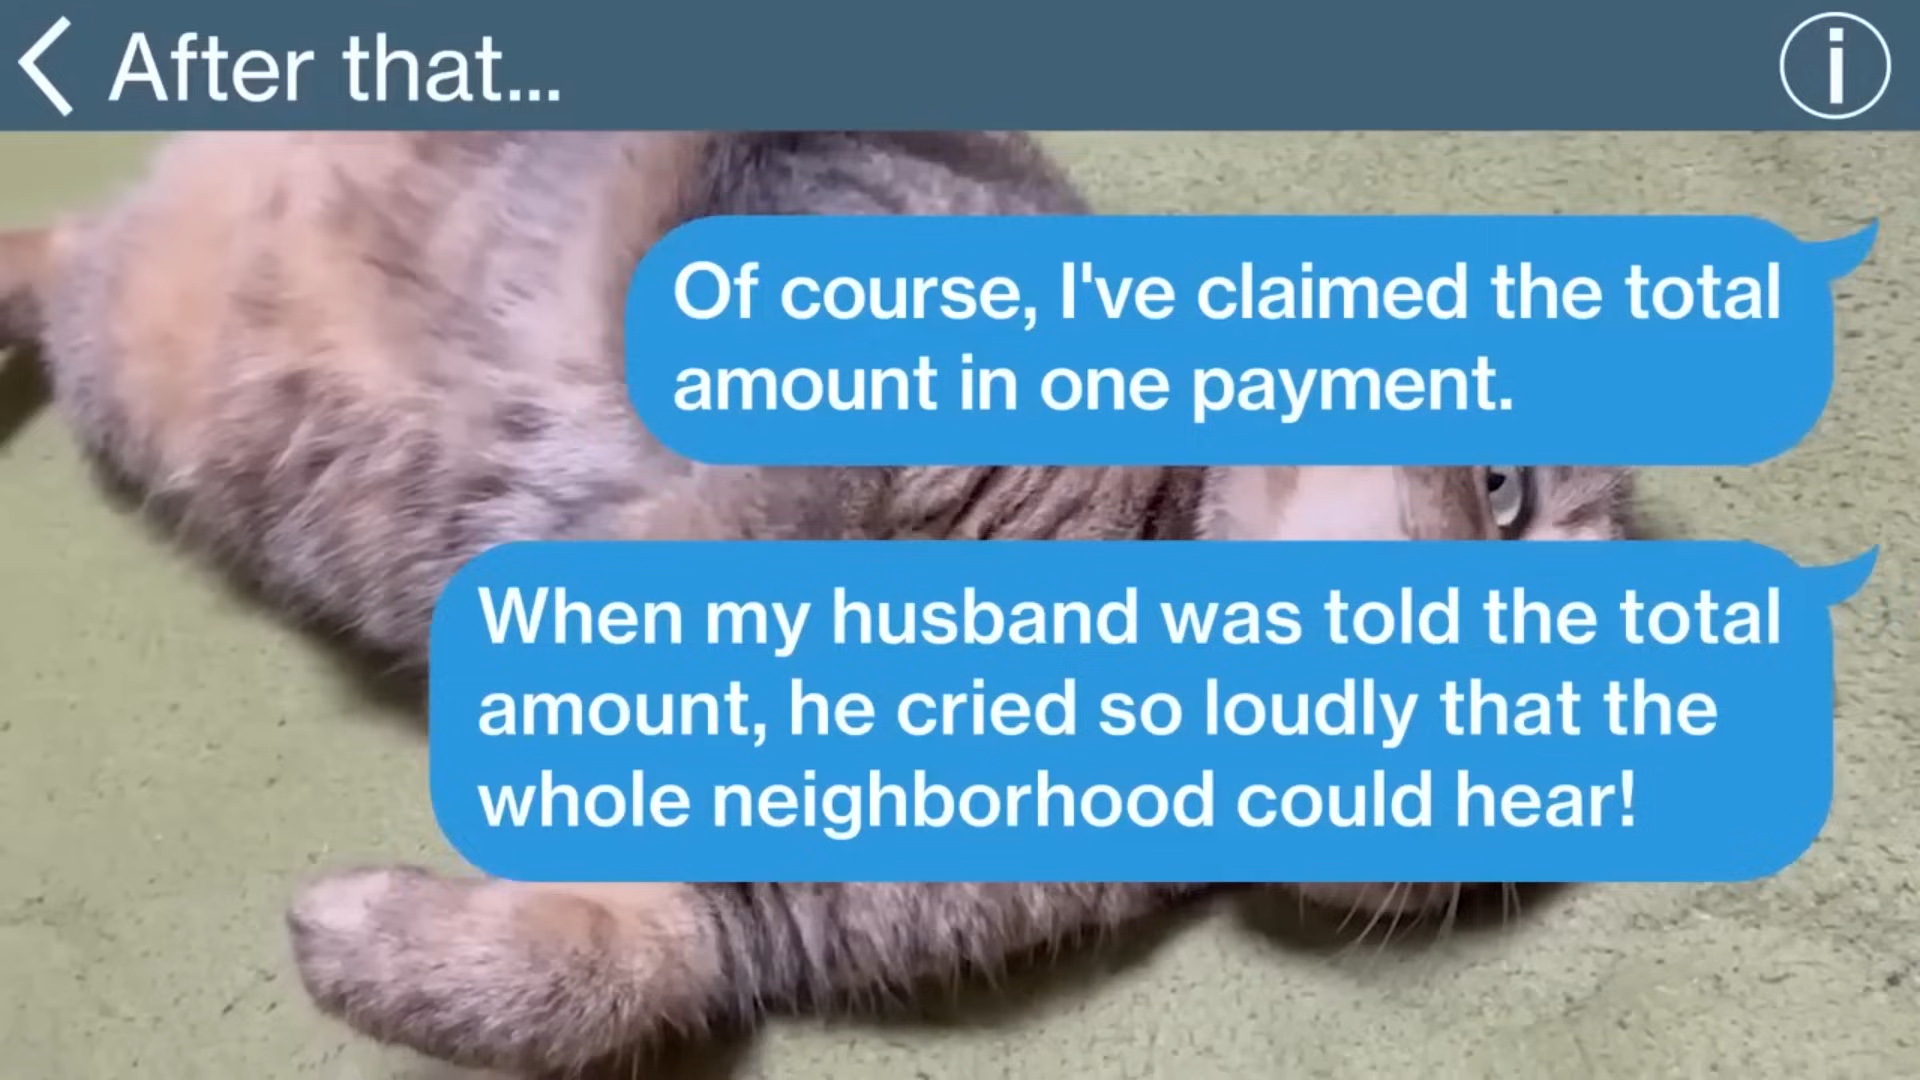 After that...
Of course, I've claimed the total
amount in one payment.
When my husband was told the total
amount, he cried so loudly that the
whole neighborhood could hear!